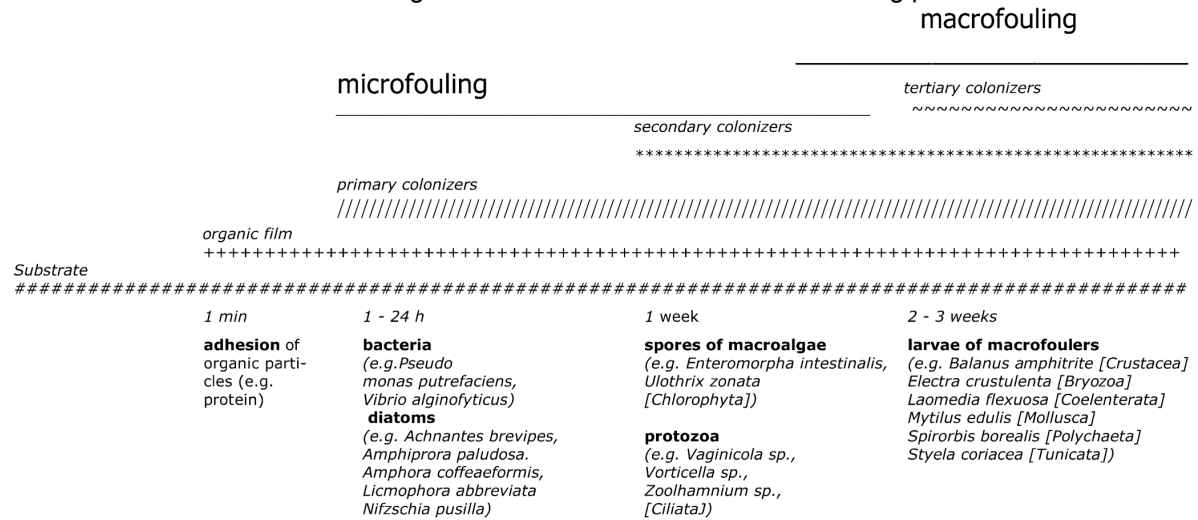 macrofouling
microfouling
tertiary colonizers
~~~~~~~~~~~~~~~~~~~~~~~
secondary colonizers
**********************************************************
primary colonizers
/////////////////////////////////////////////////////////////////////////////////////////////////////////////
organic film
++++++++++++++++++++++++++++++++++++++++++++++++++++++++++++++++++++++++++++++++
Substrate
################################################################################################
1 min
1 - 24 h
1 week
2 - 3 weeks
adhesion of
organic parti-
cles (e.g.
protein)
bacteria
(e.g.Pseudo
monas putrefaciens,
Vibrio alginofyticus)
diatoms
(e.g. Achnantes brevipes,
Amphiprora paludosa.
Amphora coffeaeformis,
Licmophora abbreviata
Nifzschia pusilla)
spores of macroalgae
(e.g. Enteromorpha intestinalis,
Ulothrix zonata
[Chlorophyta])
protozoa
(e.g. Vaginicola sp.,
Vorticella sp.,
Zoolhamnium sp.,
[CiliataJ)
larvae of macrofoulers
(e.g. Balanus amphitrite [Crustacea]
Electra crustulenta [Bryozoa]
Laomedia flexuosa [Coelenterata]
Mytilus edulis [Mollusca]
Spirorbis borealis [Polychaeta]
Styela coriacea [Tunicata])